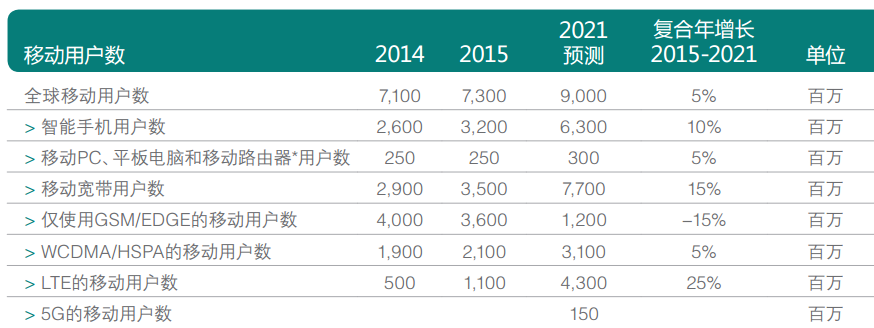 移动用户数 2014 2015 2021预测 复合年增长2015-2021 单位
全球移动用户数 7,100 7,300 9,000 5% 百万
> 智能手机用户数 2,600 3,200 6,300 10% 百万
> 移动PC、平板电脑和移动路由器*用户数 250 250 300 5% 百万
> 移动宽带用户数 2,900 3,500 7,700 15% 百万
> 仅使用GSM/EDGE的移动用户数 4,000 3,600 1,200 –15% 百万
> WCDMA/HSPA的移动用户数 1,900 2,100 3,100 5% 百万
> LTE的移动用户数 500 1,100 4,300 25% 百万
> 5G的移动用户数 150 百万